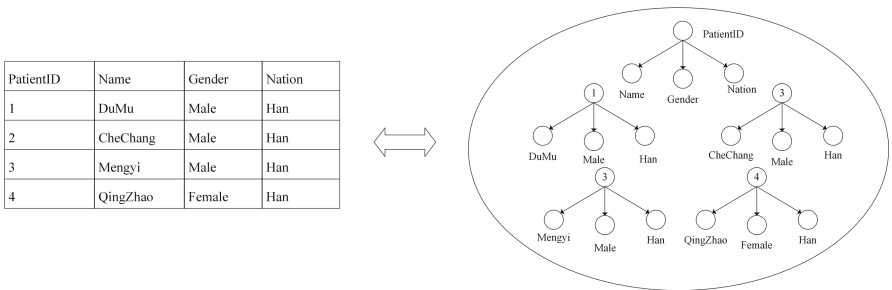 PatientID Name Gender Nation
1 DuMu Male Han
2 CheChang Male Han
3 Mengyi Male Han
4 QingZhao Female Han
PatientID
Name Gender Nation
1 3
DuMu Male Han CheChang Male Han
3 4
Mengyi Male Han QingZhao Female Han